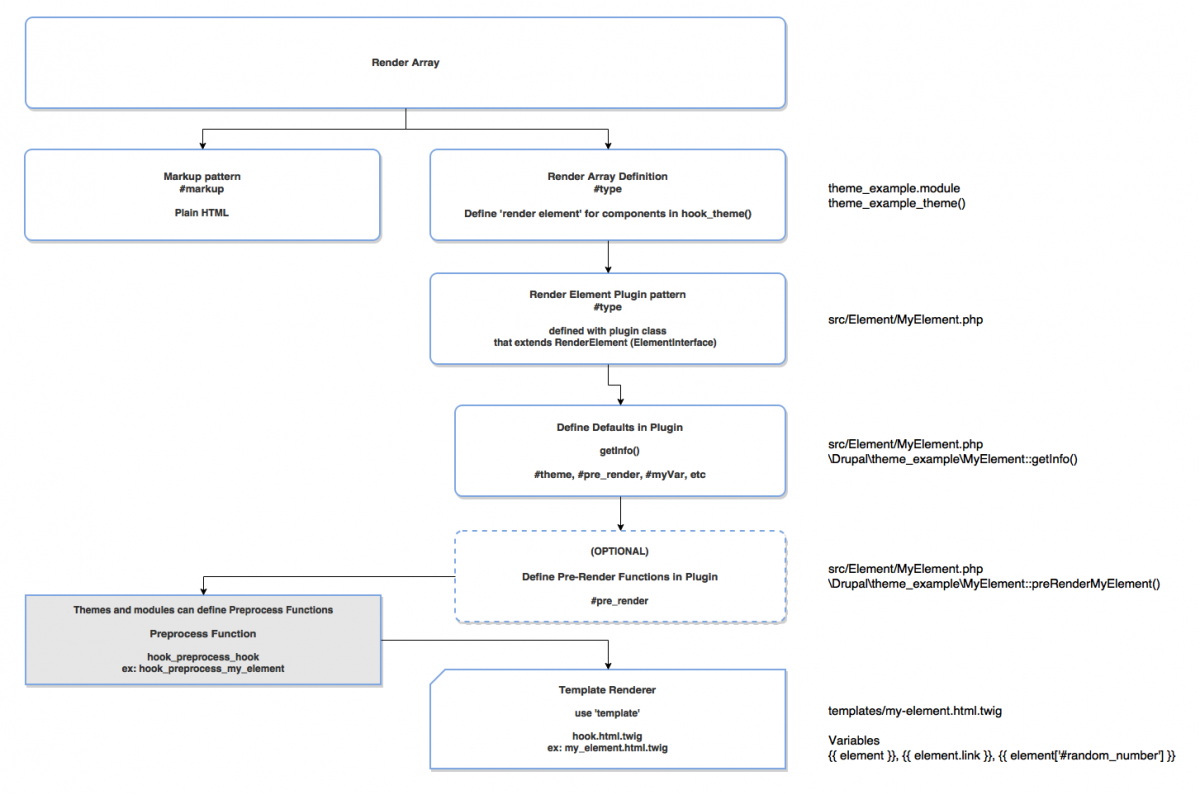 Render Array
Markup pattern
#markup
Plain HTML
Render Array Definition
#type
Define 'render element' for components in hook_theme()
theme_example.module
theme_example_theme()
Render Element Plugin pattern
#type
defined with plugin class
that extends RenderElement (ElementInterface)
src/Element/MyElement.php
Define Defaults in Plugin
getInfo()
#theme, #pre_render, #myVar, etc
src/Element/MyElement.php
\Drupal\theme_example\MyElement::getInfo()
(OPTIONAL)
Define Pre-Render Functions in Plugin
#pre_render
src/Element/MyElement.php
\Drupal\theme_example\MyElement::preRenderMyElement()
Themes and modules can define Preprocess Functions
Preprocess Function
hook_preprocess_hook
ex: hook_preprocess_my_element
Template Renderer
use 'template'
hook.html.twig
ex: my_element.html.twig
templates/my-element.html.twig
Variables
{{ element }}, {{ element.link }}, {{ element['#random_number'] }}